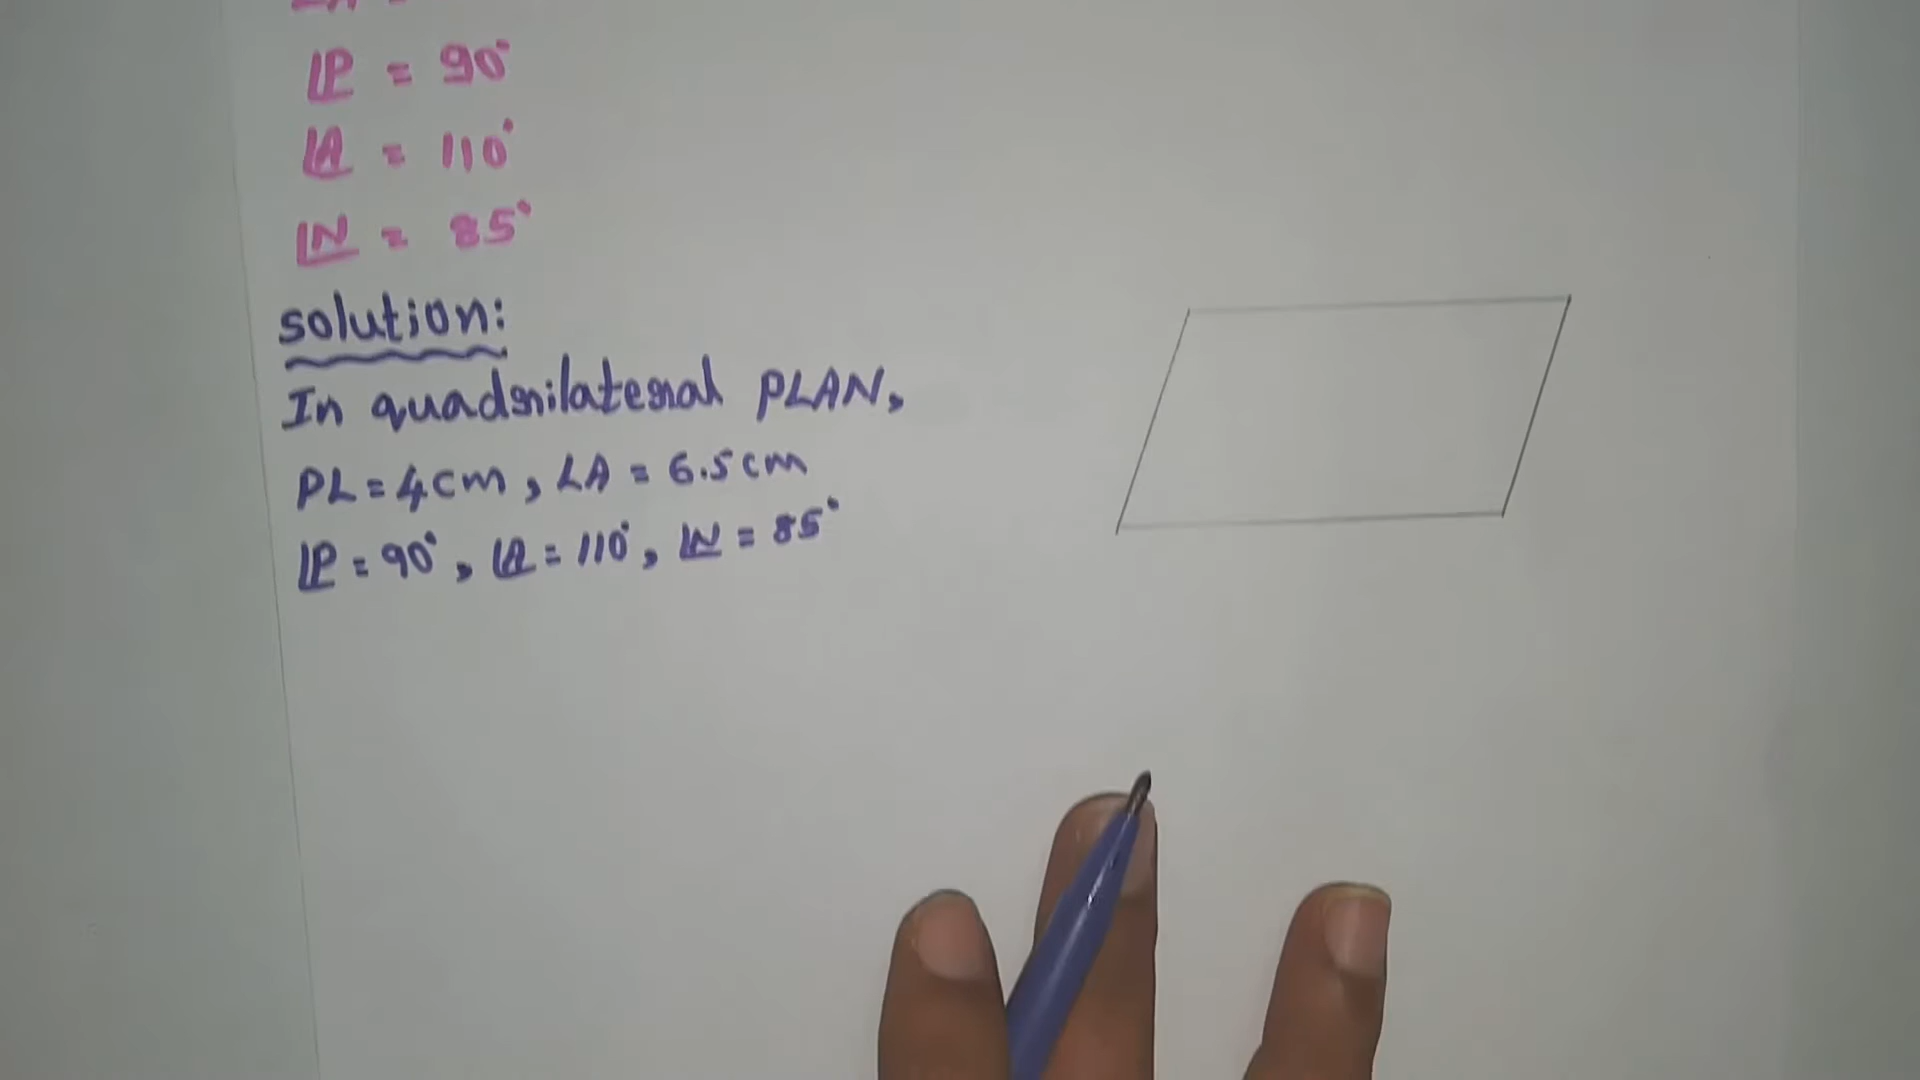 ∠P = 90°
∠A = 110°
∠N = 85°
solution:
In quadrilateral PLAN,
PL = 4cm, LA = 6.5cm
∠P = 90°, ∠A = 110°, ∠N = 85°